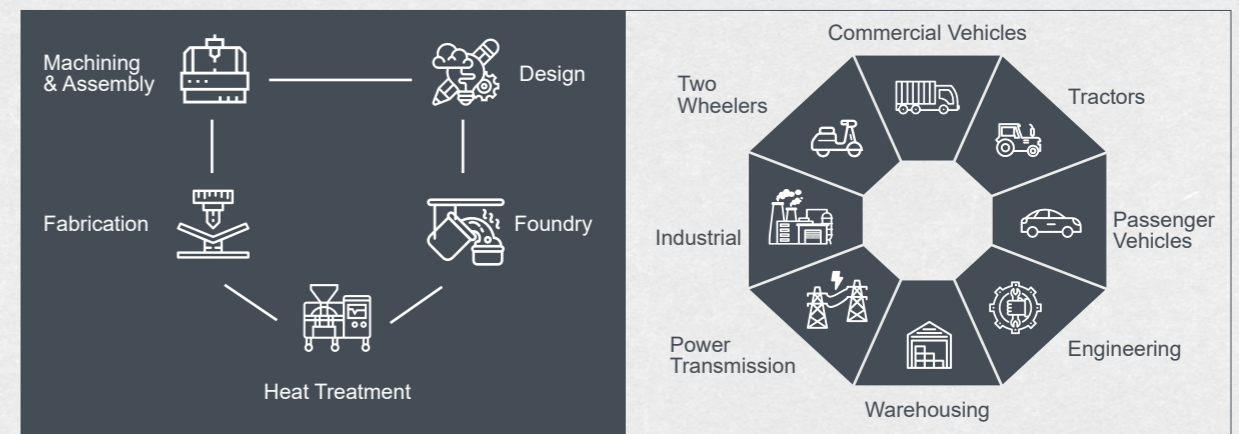 Machining
& Assembly
Design
Fabrication
Foundry
Heat Treatment
Commercial Vehicles
Two
Wheelers
Tractors
Industrial
Passenger
Vehicles
Power
Transmission
Engineering
Warehousing